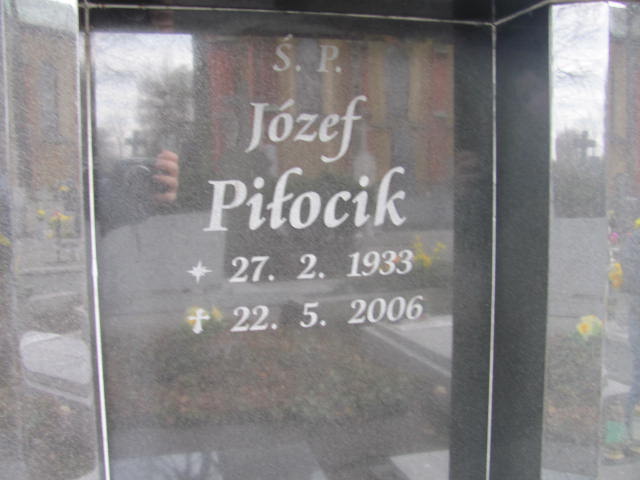 Ś. P.
Józef
Piłocik
✶ 27. 2. 1933
✝ 22. 5. 2006